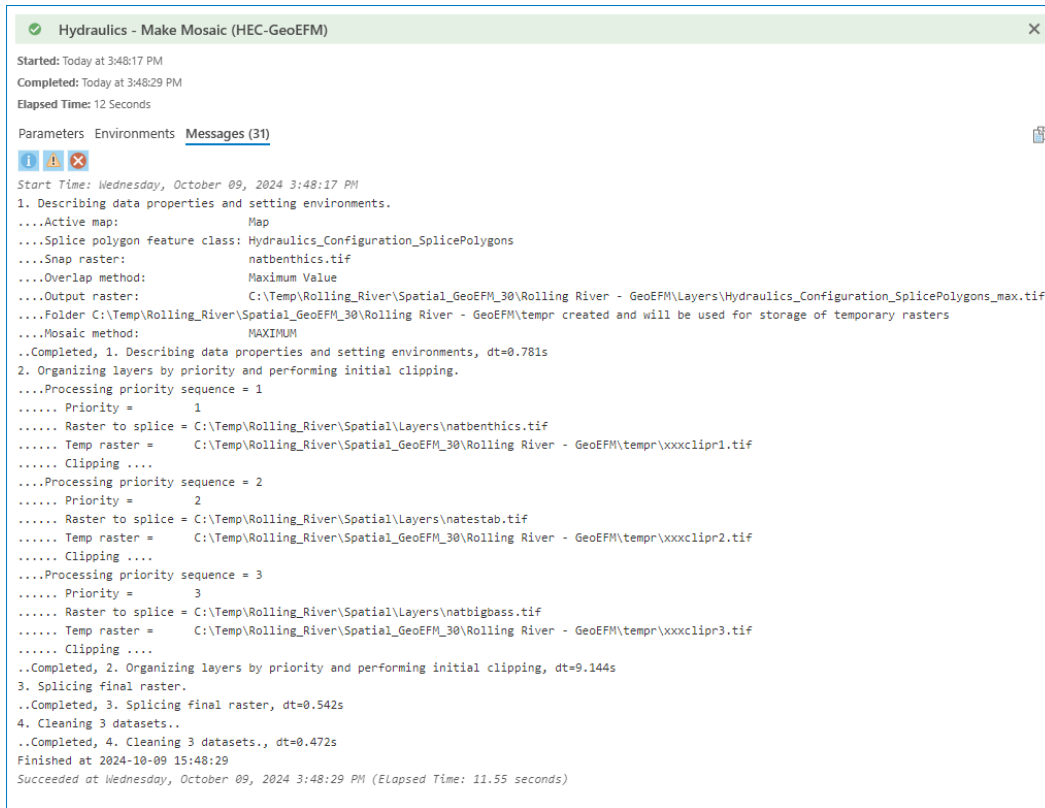 Hydraulics - Make Mosaic (HEC-GeoEFM)
Started: Today at 3:48:17 PM
Completed: Today at 3:48:29 PM
Elapsed Time: 12 Seconds
Parameters Environments Messages (31)
Start Time: Wednesday, October 09, 2024 3:48:17 PM
1. Describing data properties and setting environments.
....Active map: Map
....Splice polygon feature class: Hydraulics_Configuration_SplicePolygons
....Snap raster: natbenthics.tif
....Overlap method: Maximum Value
....Output raster: C:\Temp\Rolling_River\Spatial_GeoEFM_30\Rolling River - GeoEFM\Layers\Hydraulics_Configuration_SplicePolygons_max.tif
....Folder C:\Temp\Rolling_River\Spatial_GeoEFM_30\Rolling River - GeoEFM\tempr created and will be used for storage of temporary rasters
....Mosaic method: MAXIMUM
..Completed, 1. Describing data properties and setting environments, dt=0.781s
2. Organizing layers by priority and performing initial clipping.
....Processing priority sequence = 1
...... Priority = 1
...... Raster to splice = C:\Temp\Rolling_River\Spatial\Layers\natbenthics.tif
...... Temp raster = C:\Temp\Rolling_River\Spatial_GeoEFM_30\Rolling River - GeoEFM\tempr\xxxclipr1.tif
...... Clipping ....
....Processing priority sequence = 2
...... Priority = 2
...... Raster to splice = C:\Temp\Rolling_River\Spatial\Layers\natestab.tif
...... Temp raster = C:\Temp\Rolling_River\Spatial_GeoEFM_30\Rolling River - GeoEFM\tempr\xxxclipr2.tif
...... Clipping ....
....Processing priority sequence = 3
...... Priority = 3
...... Raster to splice = C:\Temp\Rolling_River\Spatial\Layers\natbigbass.tif
...... Temp raster = C:\Temp\Rolling_River\Spatial_GeoEFM_30\Rolling River - GeoEFM\tempr\xxxclipr3.tif
...... Clipping ....
..Completed, 2. Organizing layers by priority and performing initial clipping, dt=9.144s
3. Splicing final raster.
..Completed, 3. Splicing final raster, dt=0.542s
4. Cleaning 3 datasets..
..Completed, 4. Cleaning 3 datasets., dt=0.472s
Finished at 2024-10-09 15:48:29
Succeeded at Wednesday, October 09, 2024 3:48:29 PM (Elapsed Time: 11.55 seconds)